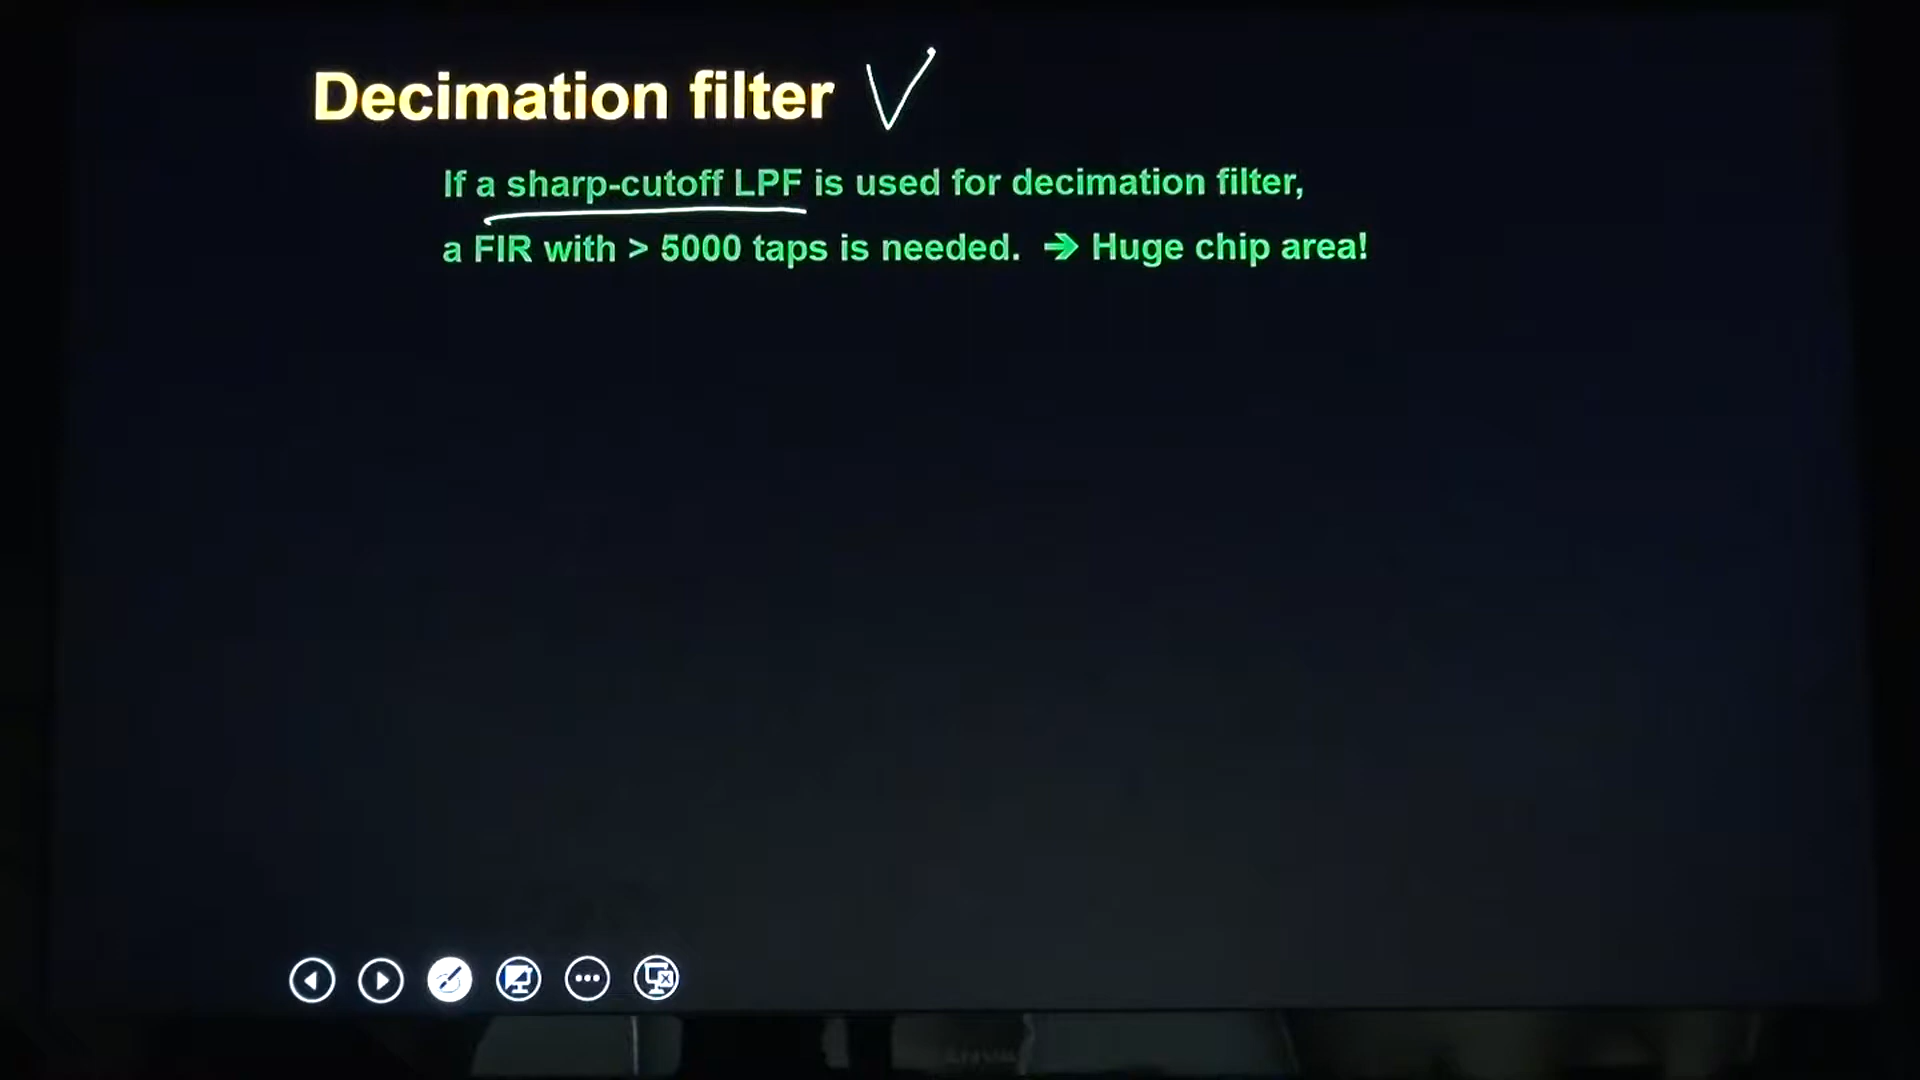 Decimation filter
If a sharp-cutoff LPF is used for decimation filter,
a FIR with > 5000 taps is needed. ➔ Huge chip area!